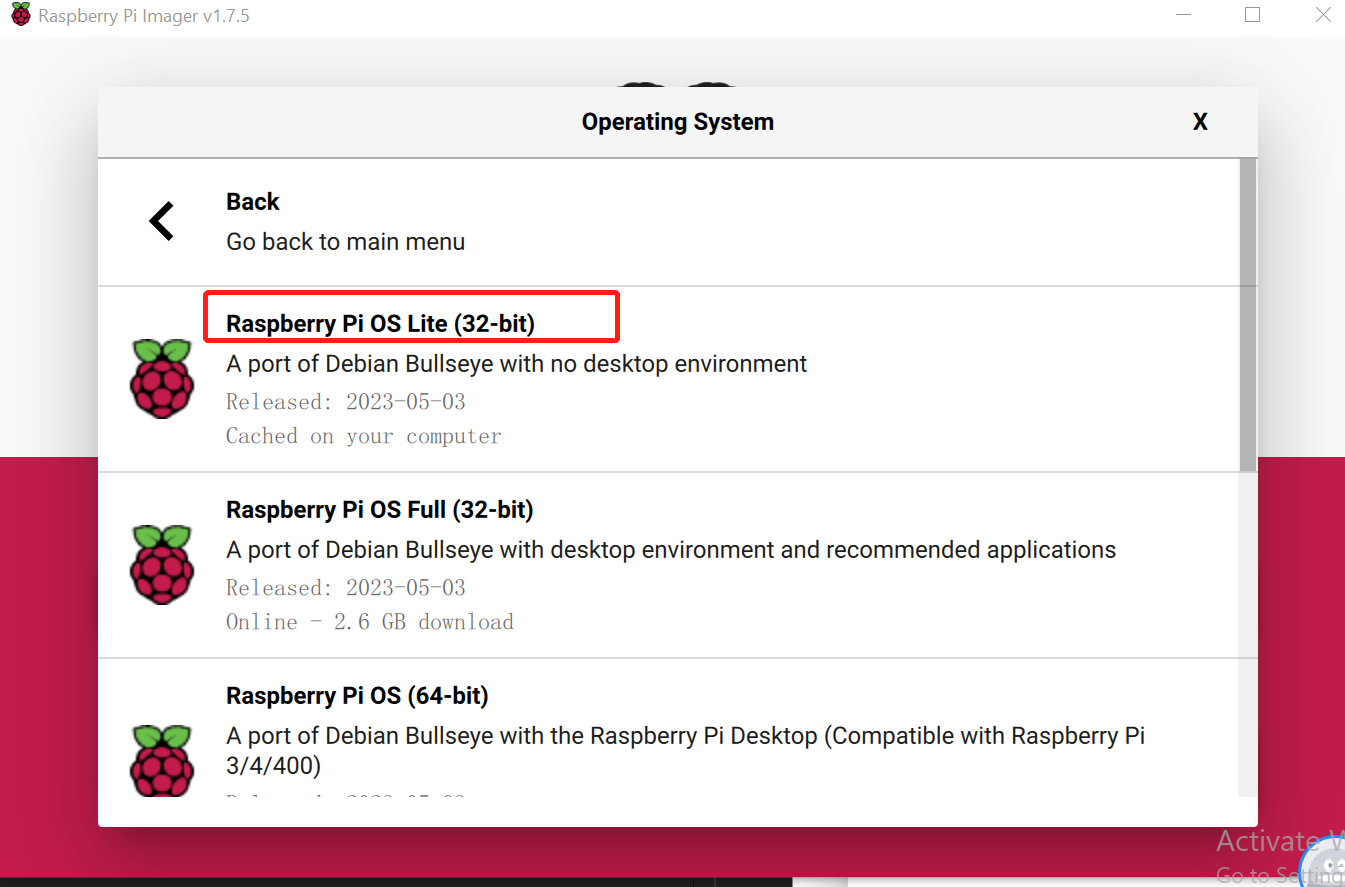 Raspberry Pi Imager v1.7.5
Operating System
X
Back
Go back to main menu
Raspberry Pi OS Lite (32-bit)
A port of Debian Bullseye with no desktop environment
Released: 2023-05-03
Cached on your computer
Raspberry Pi OS Full (32-bit)
A port of Debian Bullseye with desktop environment and recommended applications
Released: 2023-05-03
Online - 2.6 GB download
Raspberry Pi OS (64-bit)
A port of Debian Bullseye with the Raspberry Pi Desktop (Compatible with Raspberry Pi
3/4/400)
Activate
Go to Setting